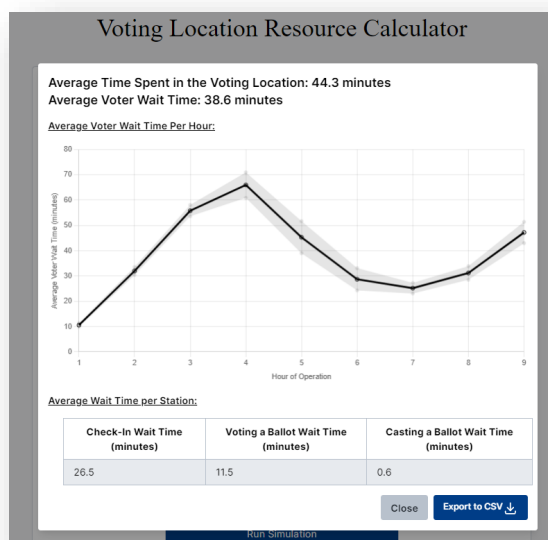 Voting Location Resource Calculator
Average Time Spent in the Voting Location: 44.3 minutes
Average Voter Wait Time: 38.6 minutes
Average Voter Wait Time Per Hour:
80
70
60
50
40
30
20
10
0
Average Voter Wait Time (minutes)
1 2 3 4 5 6 7 8 9
Hour of Operation
Average Wait Time per Station:
Check-In Wait Time (minutes)
Voting a Ballot Wait Time (minutes)
Casting a Ballot Wait Time (minutes)
26.5 11.5 0.6
Close Export to CSV
Run Simulation